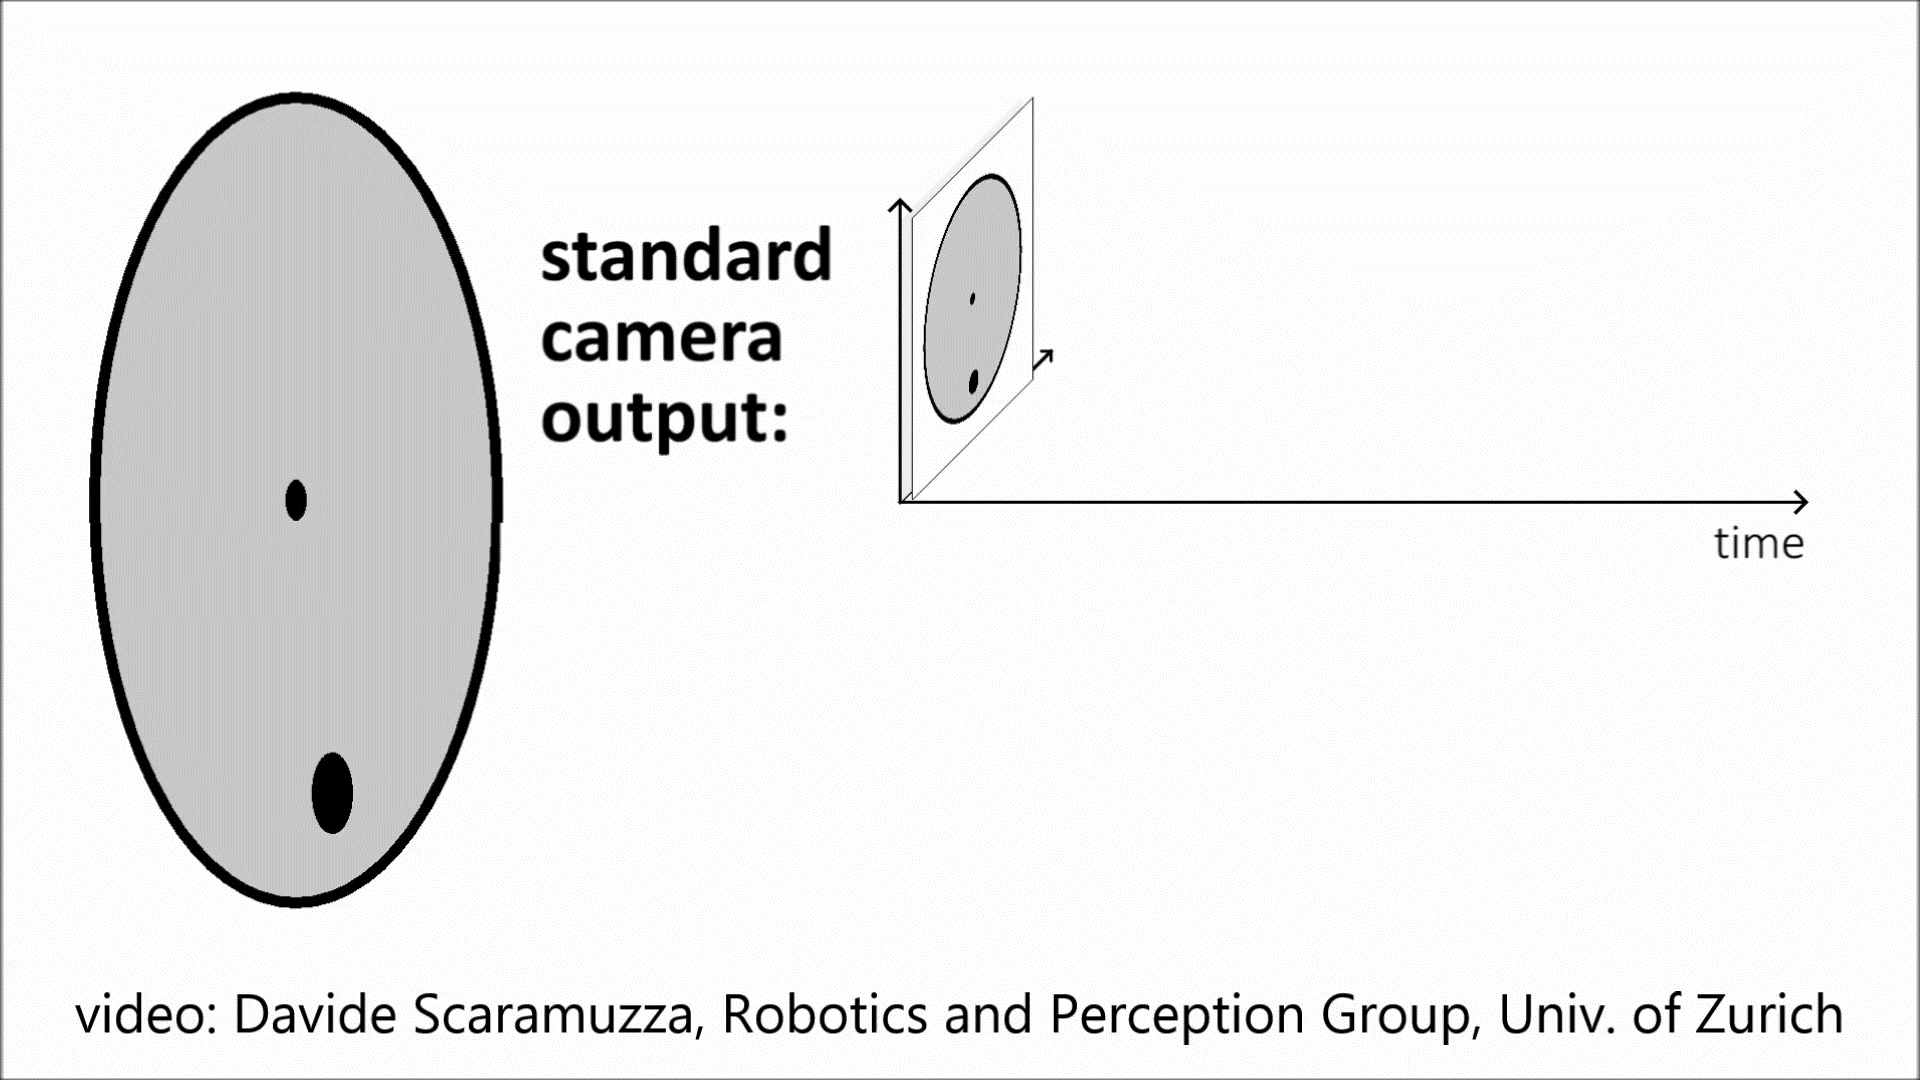 standard
camera
output:
time
video: Davide Scaramuzza, Robotics and Perception Group, Univ. of Zurich